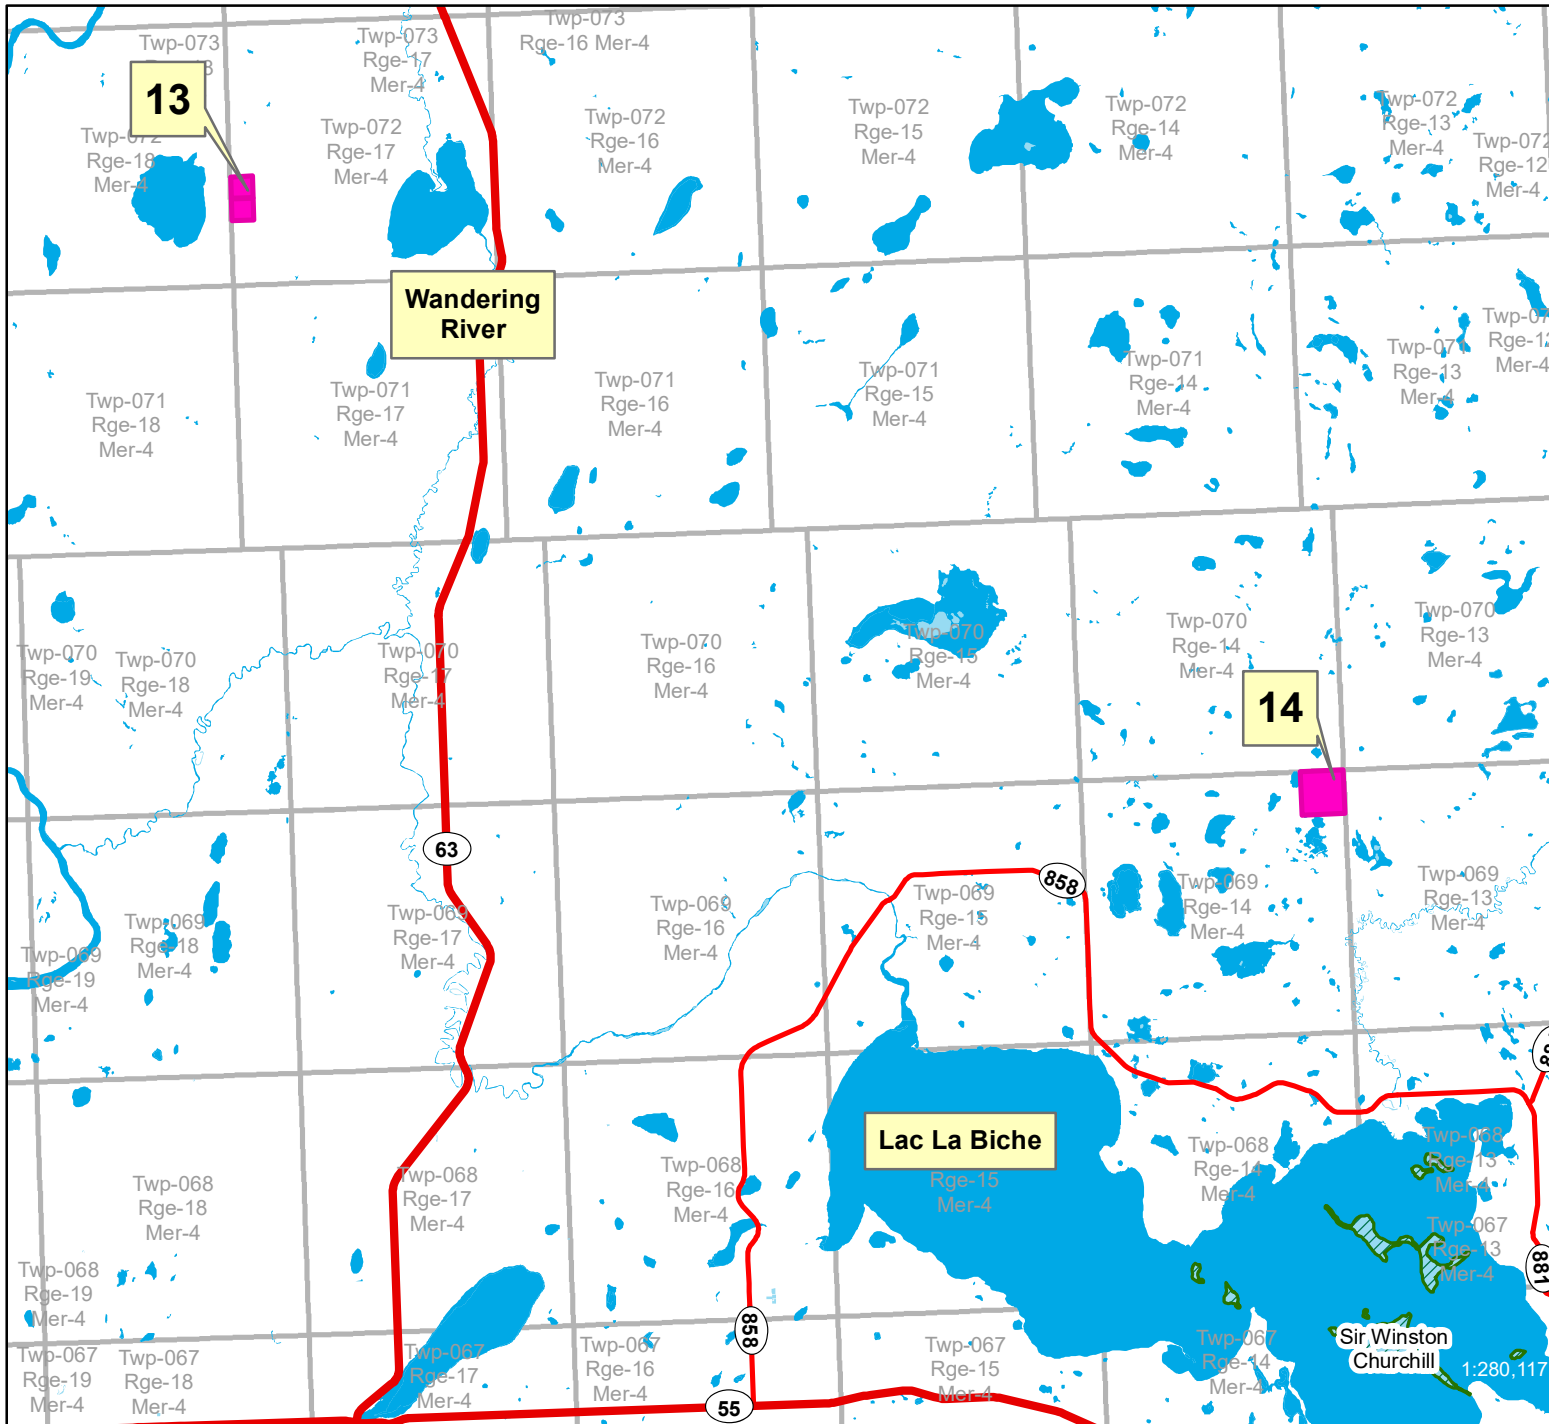 Twp-073
Rge-16 Mer-4
Twp-073
Rge-17
Mer-4
Twp-073
13
Twp-072
Rge-18
Mer-4
Twp-072
Rge-17
Mer-4
Twp-072
Rge-16
Mer-4
Twp-072
Rge-15
Mer-4
Twp-072
Rge-14
Mer-4
Twp-072
Rge-13
Mer-4
Twp-072
Rge-12
Mer-4
Wandering
River
Twp-071
Rge-18
Mer-4
Twp-071
Rge-17
Mer-4
Twp-071
Rge-16
Mer-4
Twp-071
Rge-15
Mer-4
Twp-071
Rge-14
Mer-4
Twp-071
Rge-13
Mer-4
Mer-4
Twp-070
Rge-19
Mer-4
Twp-070
Rge-18
Mer-4
Twp-070
Rge-17
Mer-4
Twp-070
Rge-16
Mer-4
Twp-070
Rge-15
Mer-4
Twp-070
Rge-14
Mer-4
Twp-070
Rge-13
Mer-4
14
63
858
Twp-069
Rge-19
Mer-4
Twp-069
Rge-18
Mer-4
Twp-069
Rge-17
Mer-4
Twp-069
Rge-16
Mer-4
Twp-069
Rge-15
Mer-4
Twp-069
Rge-14
Mer-4
Twp-069
Rge-13
Mer-4
Lac La Biche
Rge-15
Mer-4
Twp-068
Rge-18
Mer-4
Twp-068
Rge-17
Mer-4
Twp-068
Rge-16
Mer-4
Twp-068
Rge-14
Mer-4
Twp-068
Rge-13
Mer-4
Twp-067
Rge-13
Mer-4
881
Twp-068
Rge-19
Mer-4
Twp-067
Rge-19
Mer-4
Twp-067
Rge-18
Mer-4
Twp-067
Rge-17
Mer-4
Twp-067
Rge-16
Mer-4
858
Twp-067
Rge-15
Mer-4
Twp-067
Rge-14
Mer-4
Sir Winston
Churchill
1:280,117
55